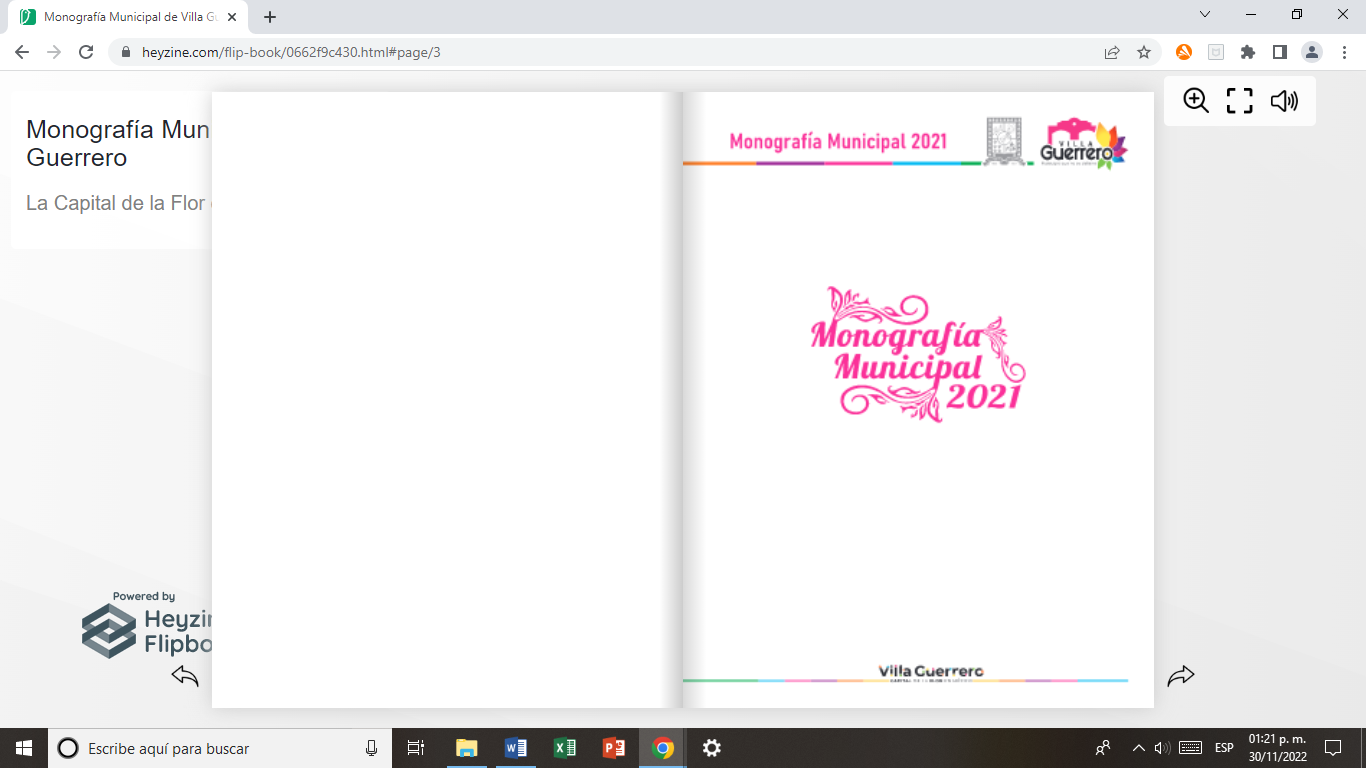 Monografía Municipal de Villa Gu
heyzine.com/flip-book/0662f9c430.html#page/3
Monografía Mun
Guerrero
La Capital de la Flor
Powered by
Heyzin
Flipbo
Monografía Municipal 2021
VILLA
Guerrero
Monografía
Municipal
2021
Villa Guerrero
Escribe aquí para buscar
ESP
01:21 p. m.
30/11/2022